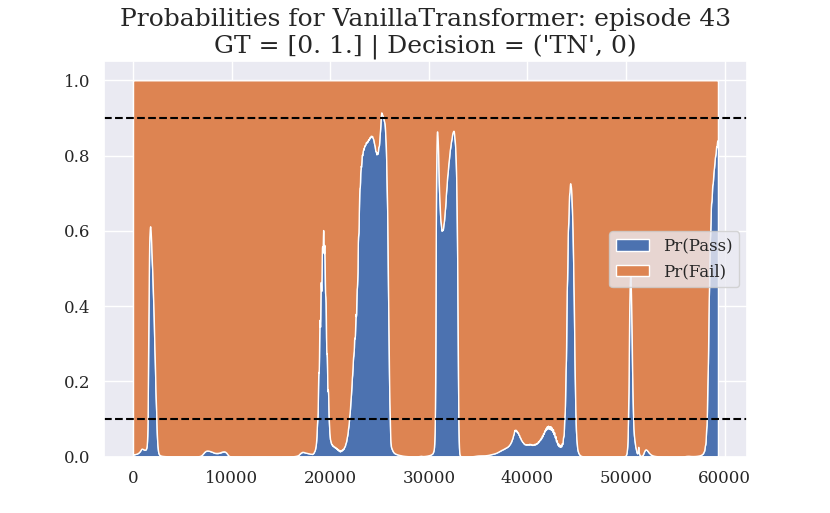 Probabilities for VanillaTransformer: episode 43
GT = [0. 1.] | Decision = ('TN', 0)
1.0
0.8
0.6
0.4
0.2
0.0
Pr(Pass)
Pr(Fail)
0 10000 20000 30000 40000 50000 60000